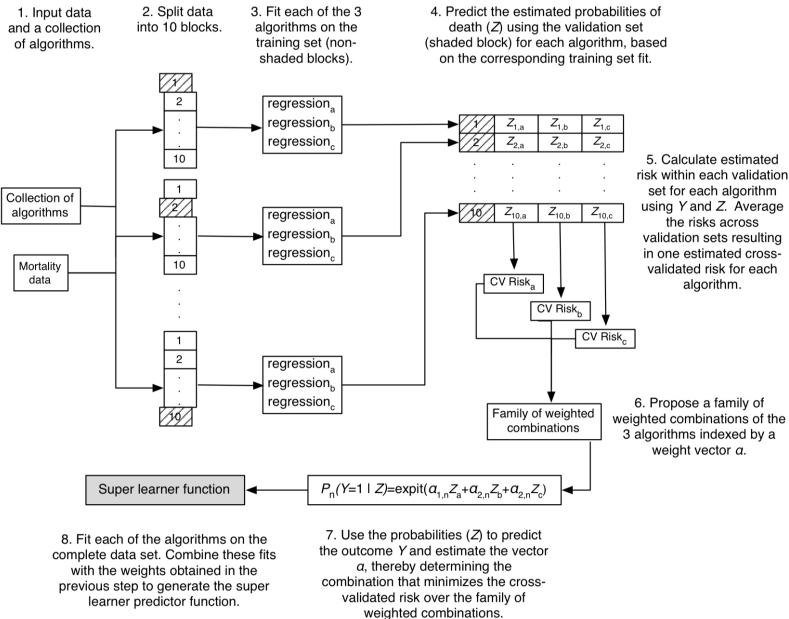 1. Input data
and a collection
of algorithms.
2. Split data
into 10 blocks.
3. Fit each of the 3
algorithms on the
training set (non-
shaded blocks).
4. Predict the estimated probabilities of
death (Z) using the validation set
(shaded block) for each algorithm, based
on the corresponding training set fit.
Collection of
algorithms
Mortality
data
1
2
.
.
.
10
1
2
.
.
.
10
.
.
.
1
2
.
.
.
10
regression_a
regression_b
regression_c
regression_a
regression_b
regression_c
regression_a
regression_b
regression_c
1 Z_1,a Z_1,b Z_1,c
2 Z_2,a Z_2,b Z_2,c
. . .
. . .
. . .
10 Z_10,a Z_10,b Z_10,c
CV Risk_a
CV Risk_b
CV Risk_c
5. Calculate estimated
risk within each validation
set for each algorithm
using Y and Z. Average
the risks across
validation sets resulting
in one estimated cross-
validated risk for each
algorithm.
Family of weighted
combinations
6. Propose a family of
weighted combinations of the
3 algorithms indexed by a
weight vector α.
Super learner function
P_n(Y=1 | Z)=expit(α_1,nZ_a+α_2,nZ_b+α_2,nZ_c)
8. Fit each of the algorithms on the
complete data set. Combine these fits
with the weights obtained in the
previous step to generate the super
learner predictor function.
7. Use the probabilities (Z) to predict
the outcome Y and estimate the vector
α, thereby determining the
combination that minimizes the cross-
validated risk over the family of
weighted combinations.